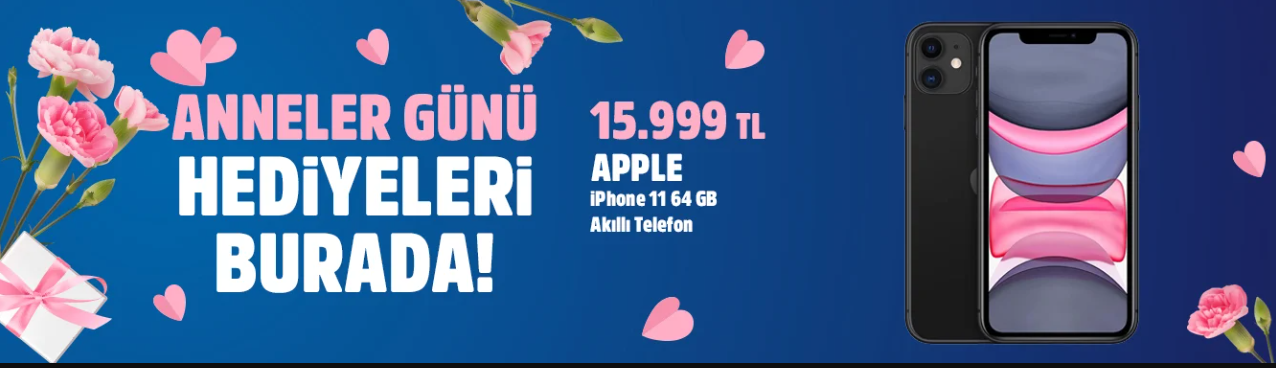 ANNELER GÜNÜ
HEDİYELERİ
BURADA!
15.999 TL
APPLE
iPhone 11 64 GB
Akıllı Telefon